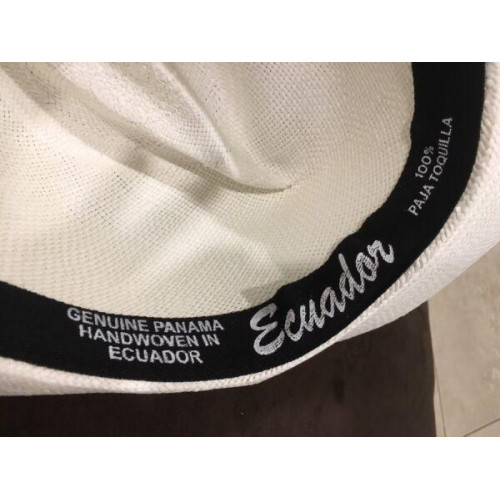 GENUINE PANAMA
HANDWOVEN IN
ECUADOR
Ecuador
100%
PAJA TOQUILLA